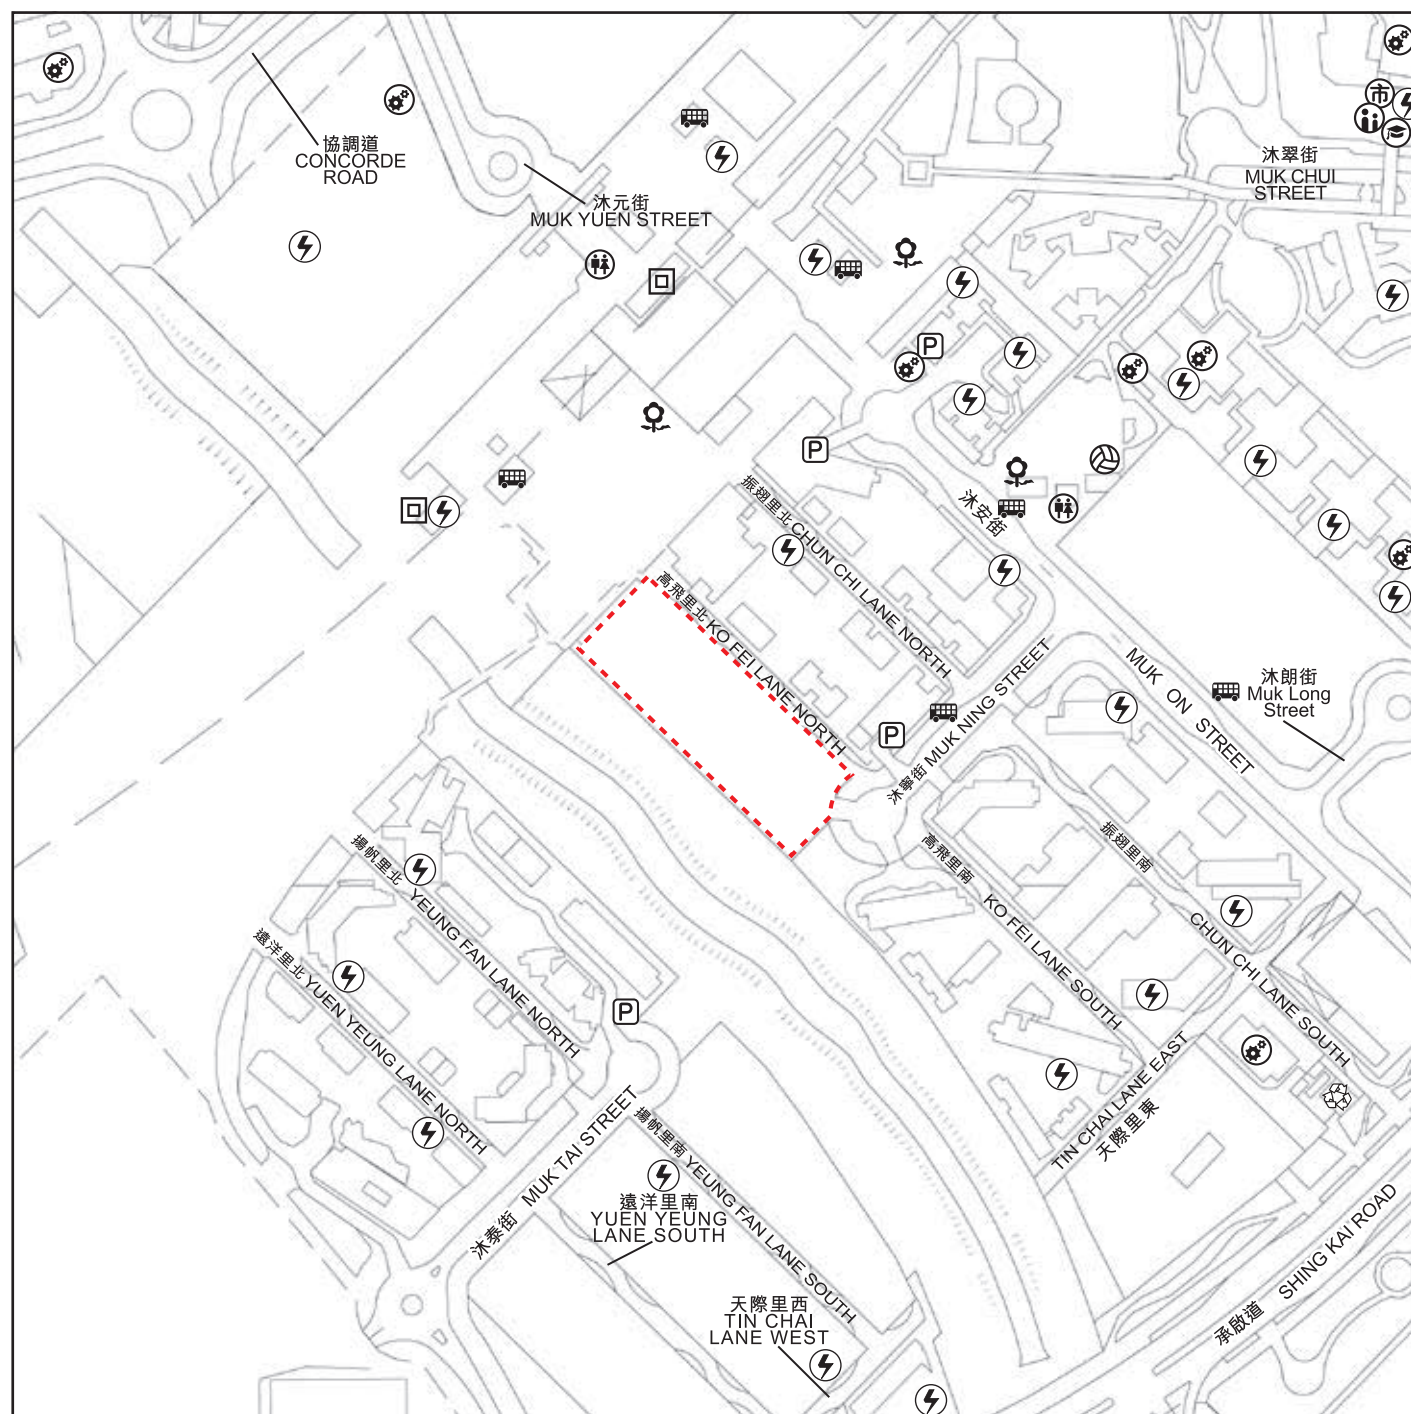 協調道
CONCORDE
ROAD
沐元街
MUK YUEN STREET
市
沐翠街
MUK CHUI
STREET
P
P
振翅里北 CHUN CHI LANE NORTH
沐安街
高飛里北 KO FEI LANE NORTH
MUK ON STREET
沐朗街
Muk Long
Street
P
沐寧街 MUK NING STREET
高飛里南 KO FEI LANE SOUTH
振翅里南 CHUN CHI LANE SOUTH
揚帆里北 YEUNG FAN LANE NORTH
遠洋里北 YUEN YEUNG LANE NORTH
P
TIN CHAI LANE EAST
天際里東
沐泰街 MUK TAI STREET
揚帆里南 YEUNG FAN LANE SOUTH
遠洋里南
YUEN YEUNG
LANE SOUTH
天際里西
TIN CHAI
LANE WEST
承啟道 SHING KAI ROAD